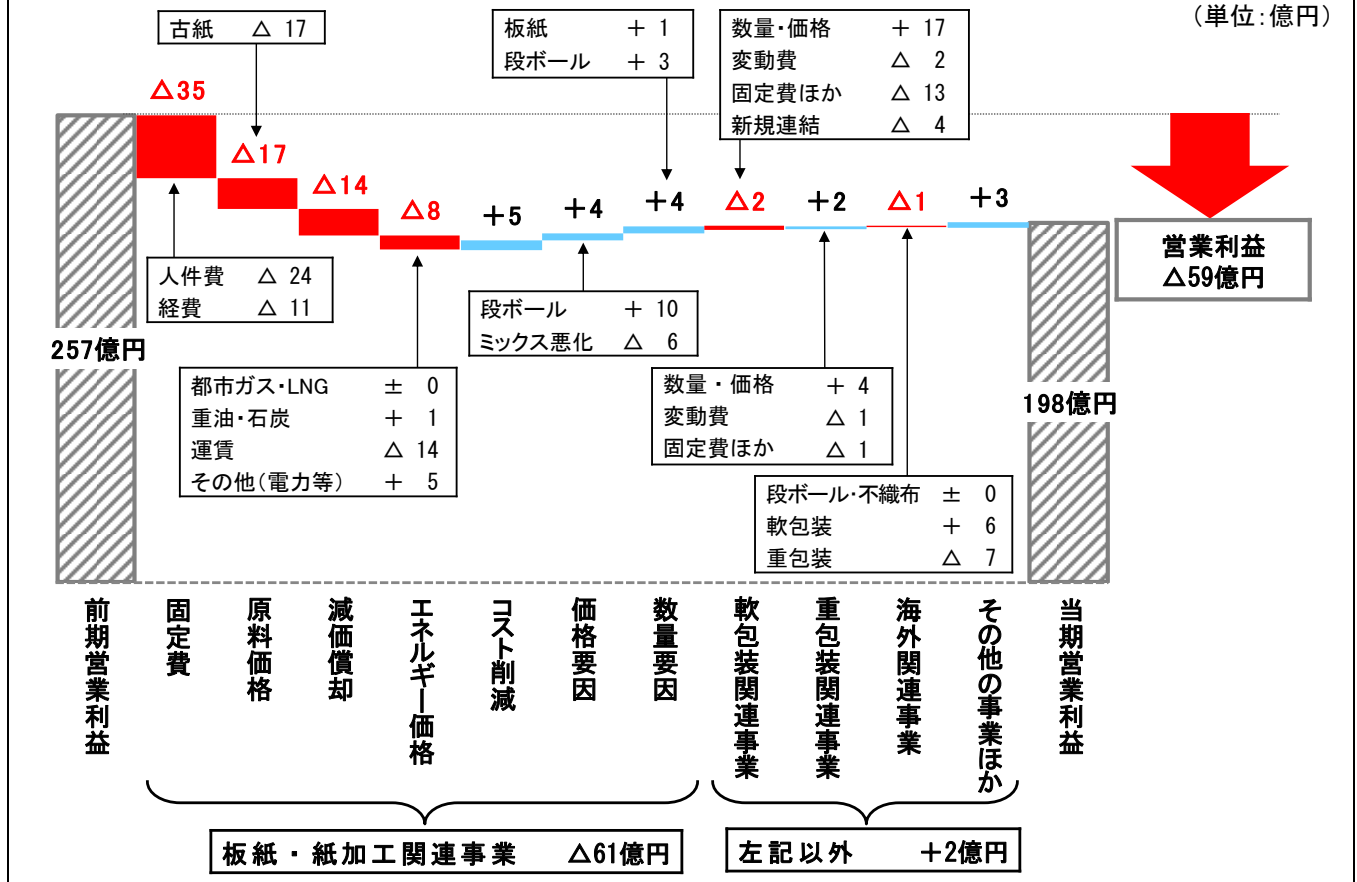 (単位:億円)
古紙 △ 17
板紙 + 1
段ボール + 3
数量・価格 + 17
変動費 △ 2
固定費ほか △ 13
新規連結 △ 4
△35
△17
△14
△8
+5
+4
+4
△2
+2
△1
+3
営業利益
△59億円
人件費 △ 24
経費 △ 11
段ボール + 10
ミックス悪化 △ 6
257億円
都市ガス・LNG ± 0
重油・石炭 + 1
運賃 △ 14
その他(電力等) + 5
数量・価格 + 4
変動費 △ 1
固定費ほか △ 1
198億円
段ボール・不織布 ± 0
軟包装 + 6
重包装 △ 7
前期営業利益
固定費
原料価格
減価償却
エネルギー価格
コスト削減
価格要因
数量要因
軟包装関連事業
重包装関連事業
海外関連事業
その他の事業ほか
当期営業利益
板紙・紙加工関連事業 △61億円
左記以外 +2億円